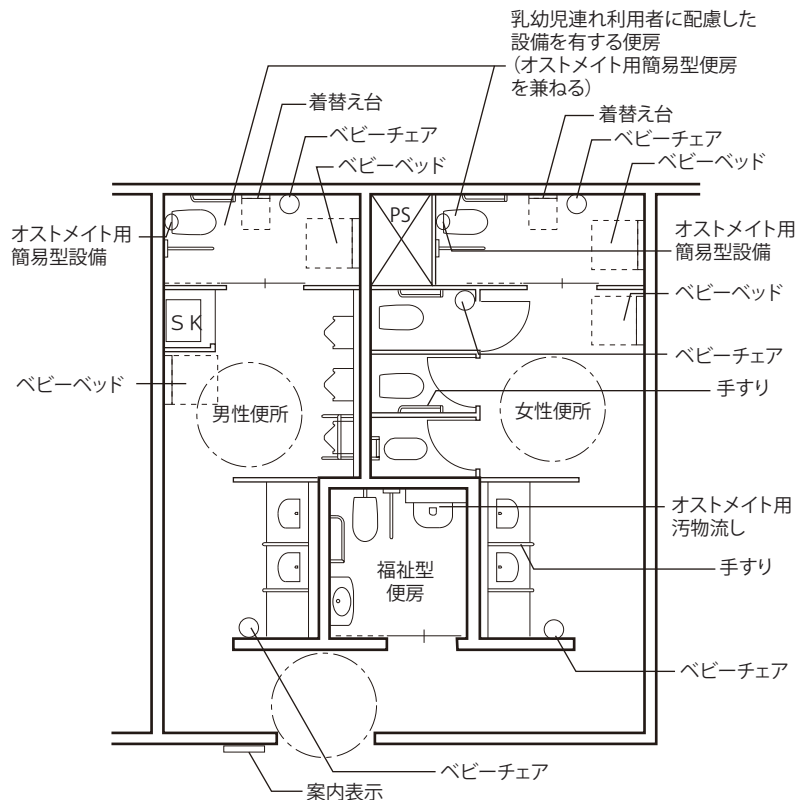 乳幼児連れ利用者に配慮した
設備を有する便房
（オストメイト用簡易型便房
を兼ねる）
着替え台
ベビーチェア
ベビーベッド
着替え台
ベビーチェア
ベビーベッド
オストメイト用
簡易型設備
PS
オストメイト用
簡易型設備
ベビーベッド
SK
ベビーチェア
ベビーベッド
手すり
男性便所
女性便所
オストメイト用
汚物流し
福祉型
便房
手すり
ベビーチェア
ベビーチェア
案内表示